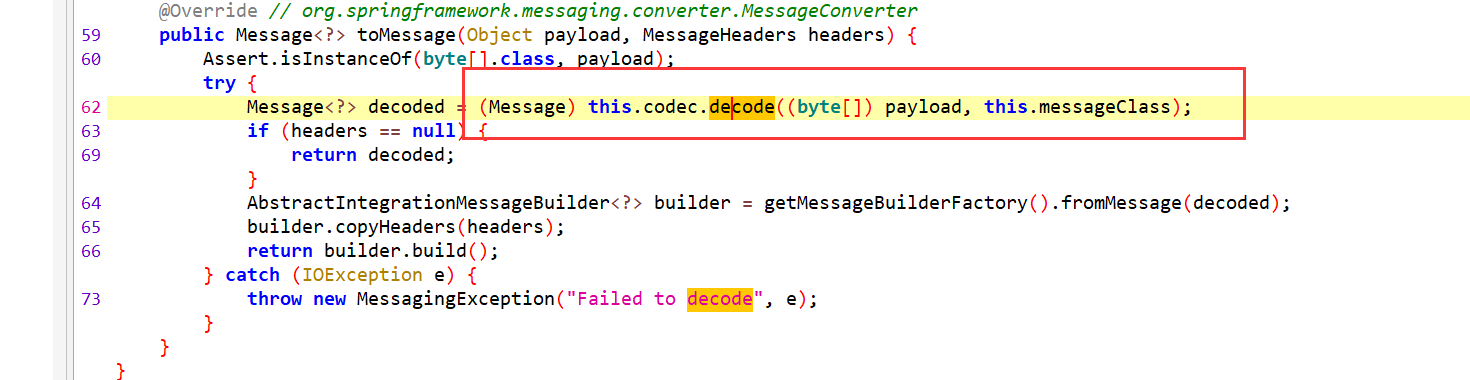 @Override // org.springframework.messaging.converter.MessageConverter
59 public Message<?> toMessage(Object payload, MessageHeaders headers) {
60 Assert.isInstanceOf(byte[].class, payload);
try {
62 Message<?> decoded = (Message) this.codec.decode((byte[]) payload, this.messageClass);
63 if (headers == null) {
69 return decoded;
}
64 AbstractIntegrationMessageBuilder<?> builder = getMessageBuilderFactory().fromMessage(decoded);
65 builder.copyHeaders(headers);
66 return builder.build();
} catch (IOException e) {
73 throw new MessagingException("Failed to decode", e);
}
}
}